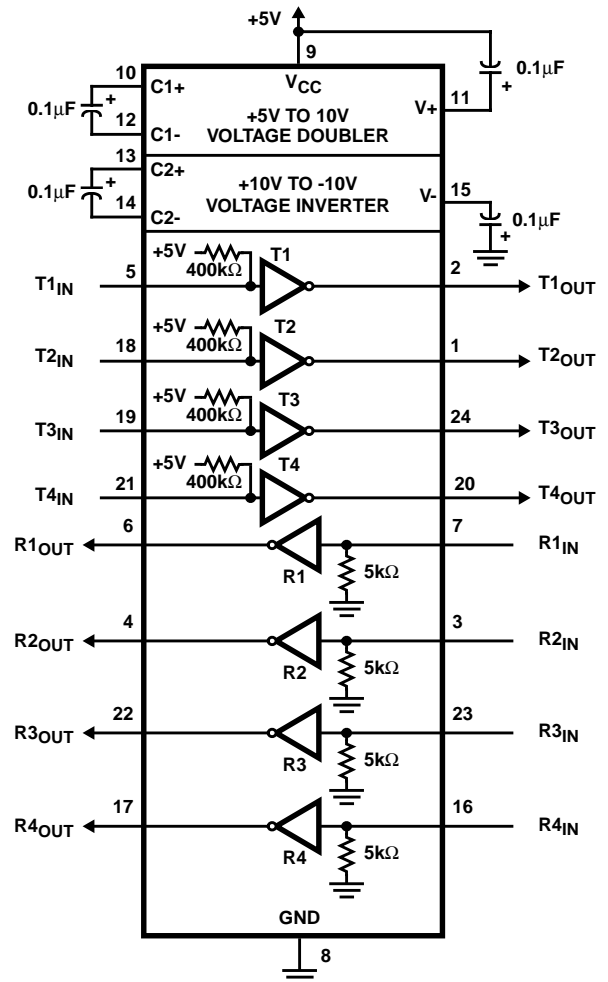 +5V
9
10
0.1µF
+
12
C1+
C1-
VCC
+5V TO 10V
VOLTAGE DOUBLER
V+
11
0.1µF
+
13
0.1µF
+
14
C2+
C2-
+10V TO -10V
VOLTAGE INVERTER
V-
15
0.1µF
+
T1IN
5
+5V
400kΩ
T1
2
T1OUT
T2IN
18
+5V
400kΩ
T2
1
T2OUT
T3IN
19
+5V
400kΩ
T3
24
T3OUT
T4IN
21
+5V
400kΩ
T4
20
T4OUT
R1OUT
6
R1
5kΩ
7
R1IN
R2OUT
4
R2
5kΩ
3
R2IN
R3OUT
22
R3
5kΩ
23
R3IN
R4OUT
17
R4
5kΩ
16
R4IN
GND
8